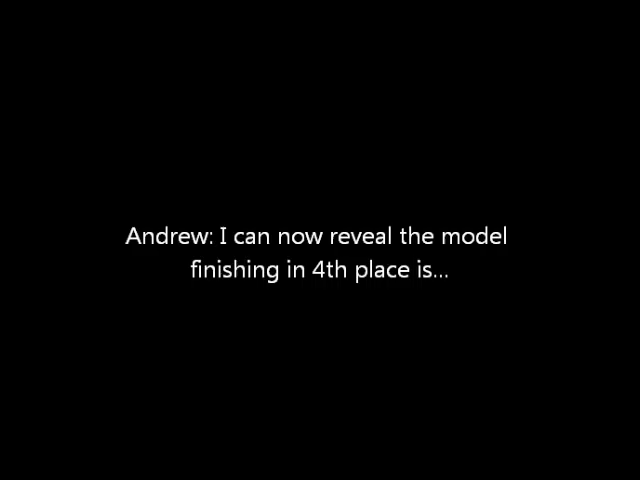 Andrew: I can now reveal the model
finishing in 4th place is...